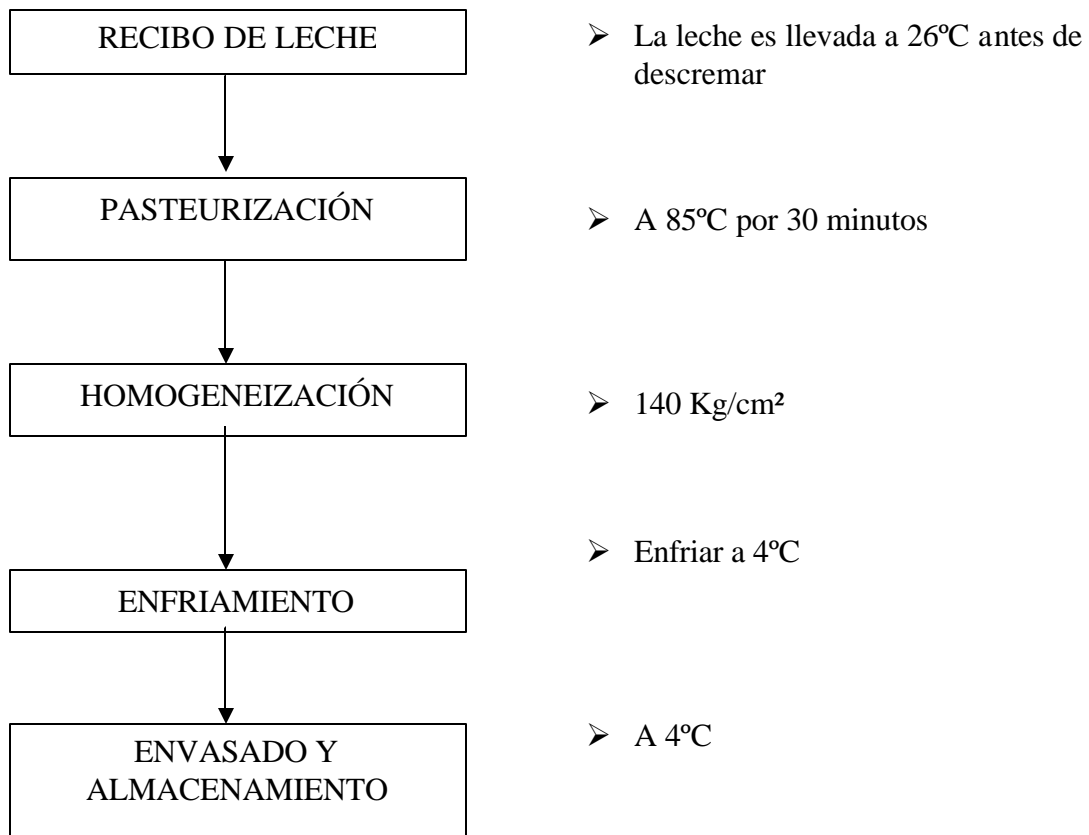 RECIBO DE LECHE
➢ La leche es llevada a 26ºC antes de
descremar
PASTEURIZACIÓN
➢ A 85ºC por 30 minutos
HOMOGENEIZACIÓN
➢ 140 Kg/cm²
➢ Enfriar a 4ºC
ENFRIAMIENTO
ENVASADO Y
ALMACENAMIENTO
➢ A 4ºC